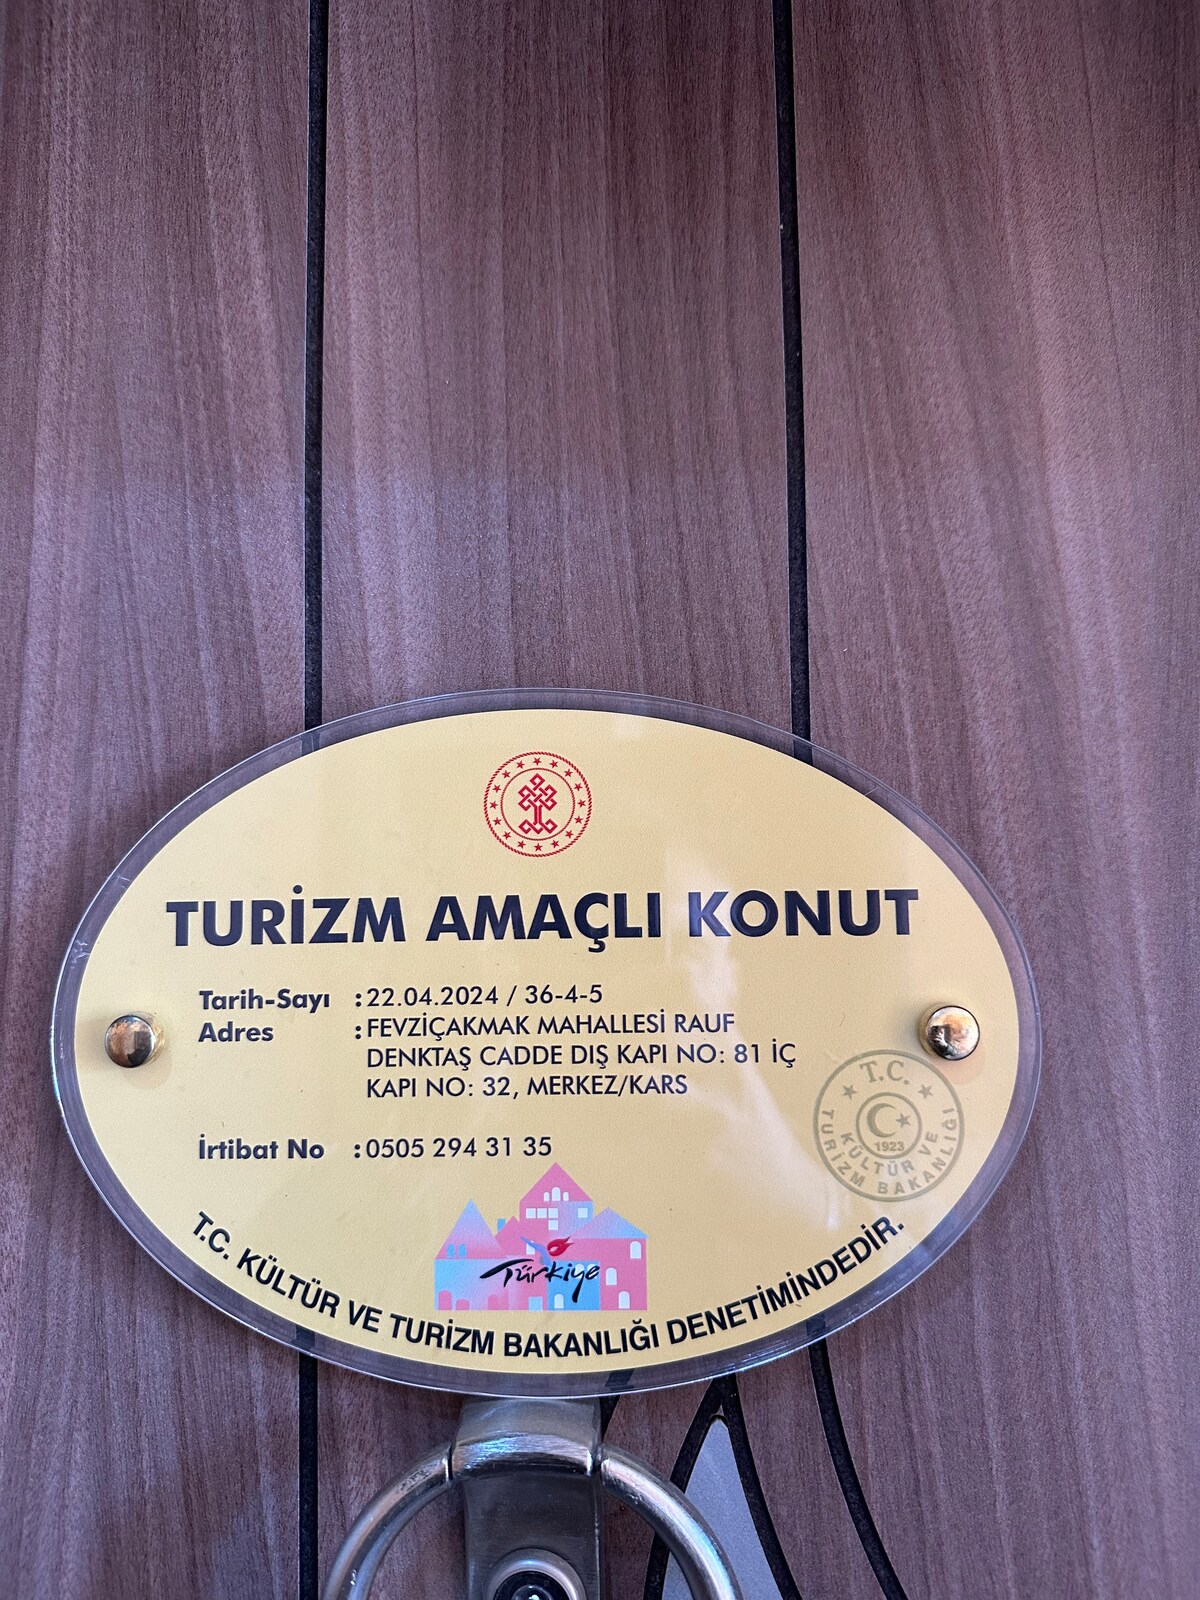 TURİZM AMAÇLI KONUT
Tarih-Sayı : 22.04.2024 / 36-4-5
Adres : FEVZİÇAKMAK MAHALLESİ RAUF
DENKTAŞ CADDE DIŞ KAPI NO: 81 İÇ
KAPI NO: 32, MERKEZ/KARS
İrtibat No : 0505 294 31 35
T.C.
1923
KÜLTÜR VE
TURİZM BAKANLIĞI
Türkiye
T.C. KÜLTÜR VE TURİZM BAKANLIĞI DENETİMİNDEDİR.